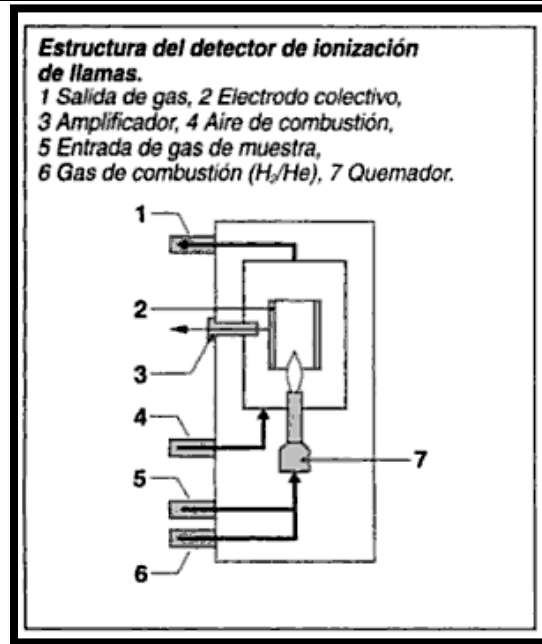 Estructura del detector de ionización
de llamas.
1 Salida de gas, 2 Electrodo colectivo,
3 Amplificador, 4 Aire de combustión,
5 Entrada de gas de muestra,
6 Gas de combustión (H₂/He), 7 Quemador.
1
2
3
4
5
7
6